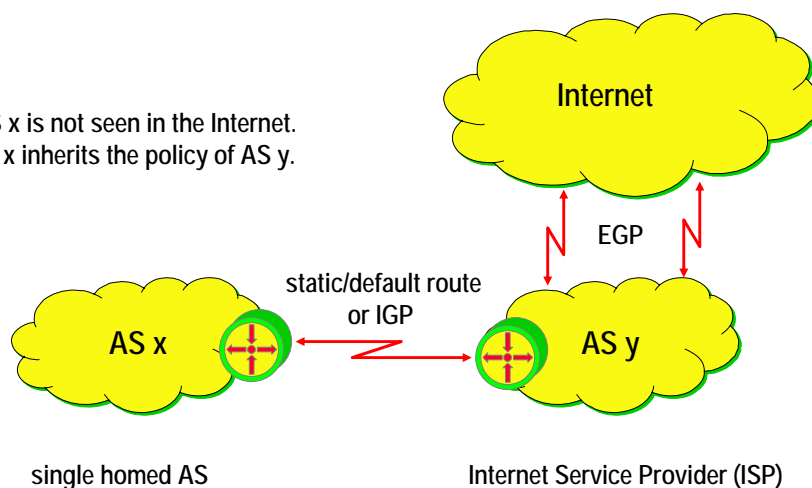 Internet
x is not seen in the Internet.
x inherits the policy of AS y.
EGP
static/default route
or IGP
AS x
AS y
single homed AS
Internet Service Provider (ISP)